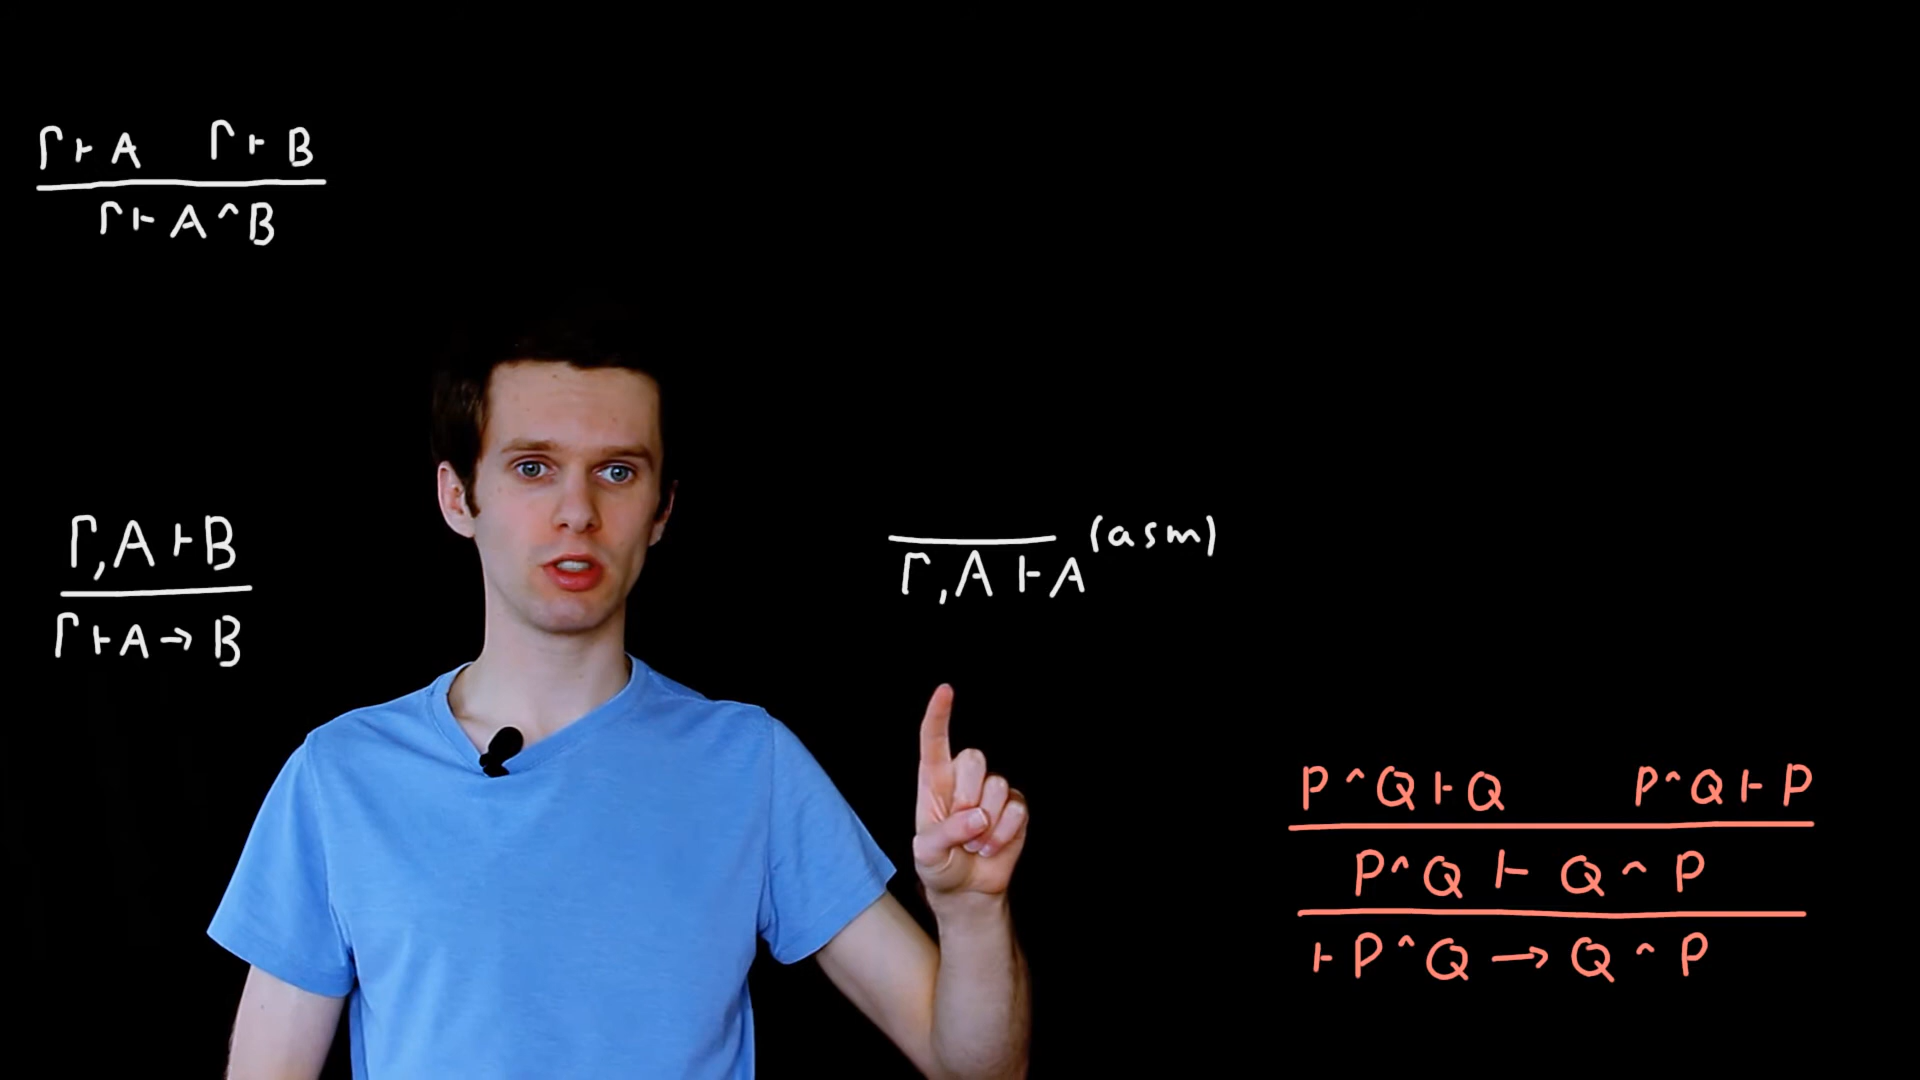 Γ ⊢ A Γ ⊢ B
Γ ⊢ A ^ B
Γ, A ⊢ B
Γ ⊢ A → B
(asm)
Γ, A ⊢ A
P ^ Q ⊢ Q P ^ Q ⊢ P
P ^ Q ⊢ Q ^ P
⊢ P ^ Q → Q ^ P